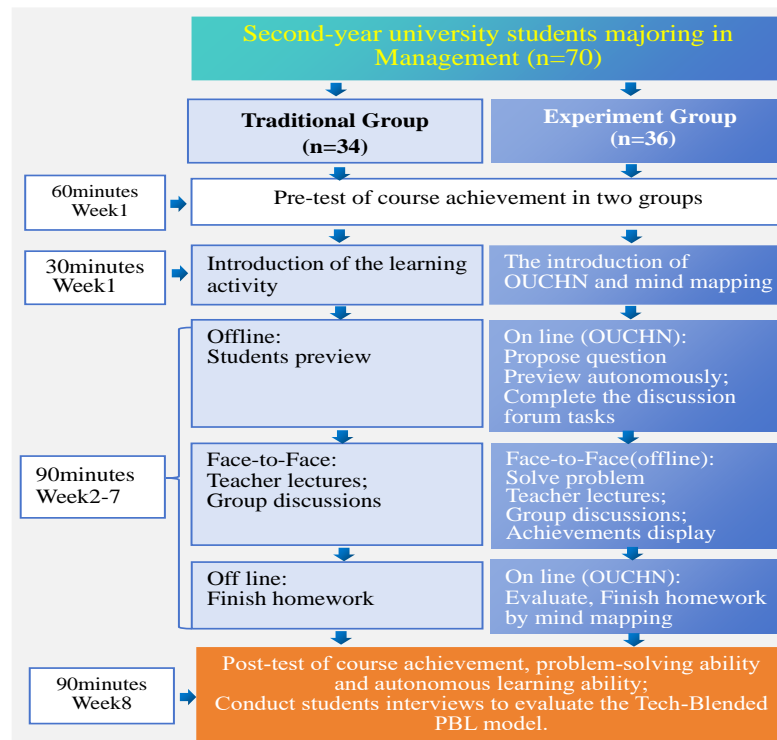 Second-year university students majoring in
Management (n=70)
Traditional Group
(n=34)
Experiment Group
(n=36)
60minutes
Week1
Pre-test of course achievement in two groups
30minutes
Week1
Introduction of the learning
activity
The introduction of
OUCHN and mind mapping
Offline:
Students preview
On line (OUCHN):
Propose question
Preview autonomously;
Complete the discussion
forum tasks
90minutes
Week2-7
Face-to-Face:
Teacher lectures;
Group discussions
Face-to-Face(offline):
Solve problem
Teacher lectures;
Group discussions;
Achievements display
Off line:
Finish homework
On line (OUCHN):
Evaluate, Finish homework
by mind mapping
90minutes
Week8
Post-test of course achievement, problem-solving ability
and autonomous learning ability;
Conduct students interviews to evaluate the Tech-Blended
PBL model.